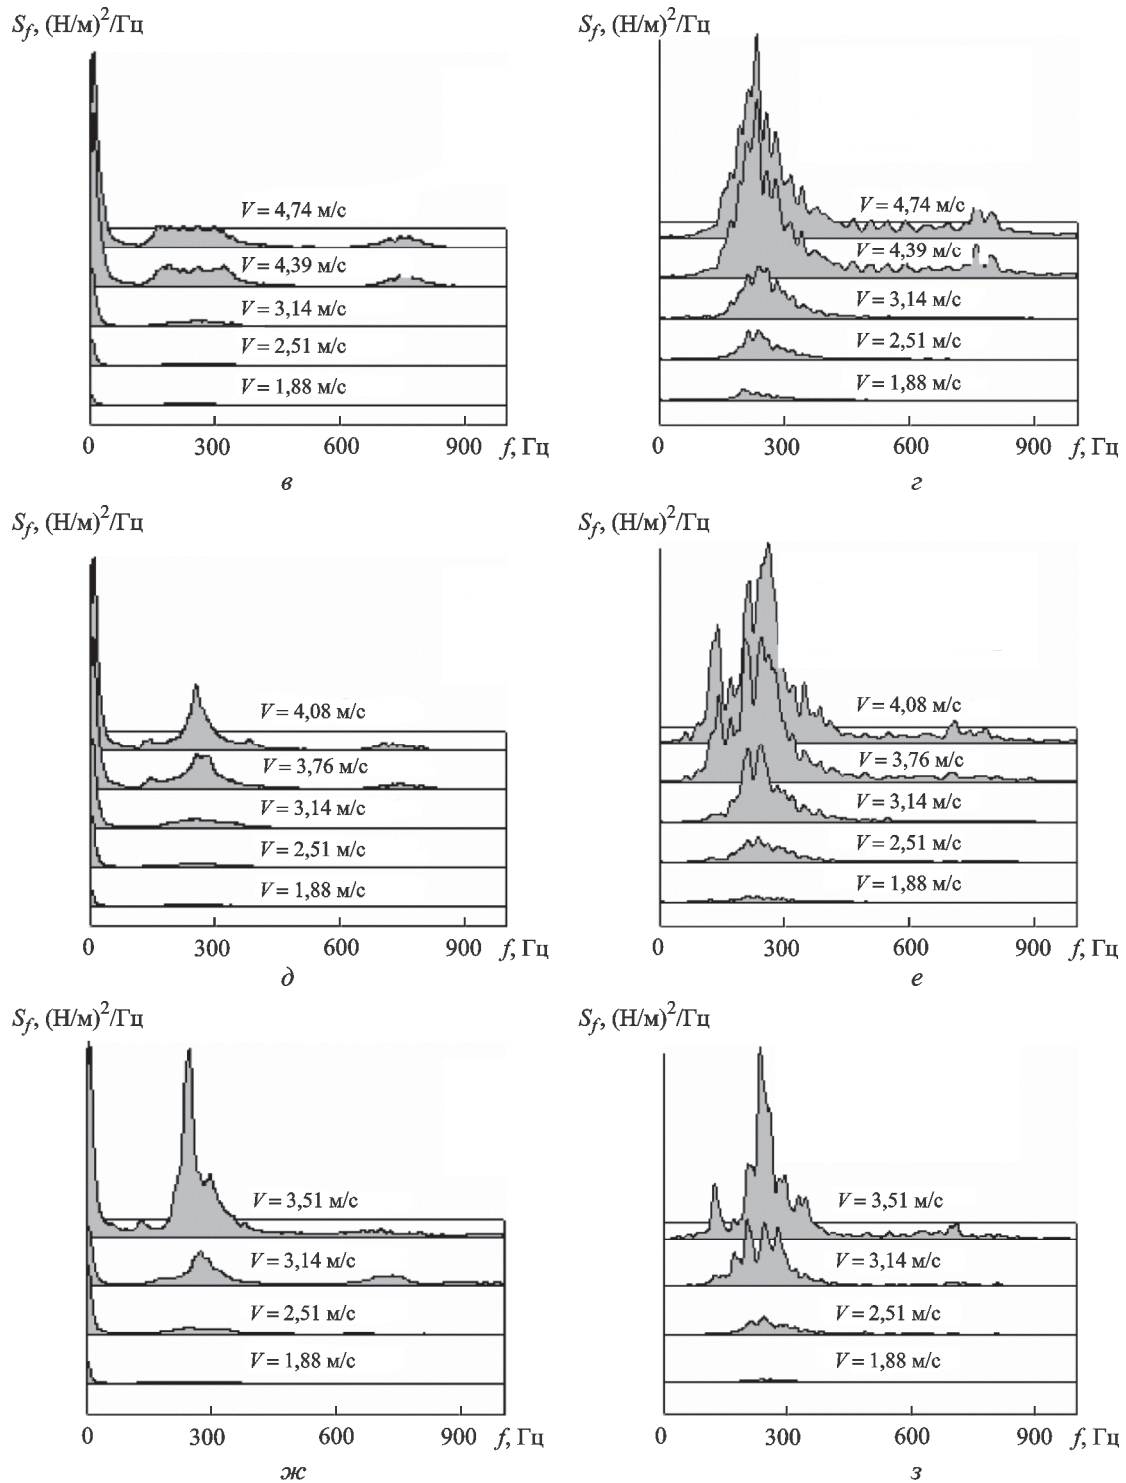 S_f, (Н/м)²/Гц
V = 4,74 м/с
V = 4,39 м/с
V = 3,14 м/с
V = 2,51 м/с
V = 1,88 м/с
0 300 600 900 f, Гц
в
S_f, (Н/м)²/Гц
V = 4,74 м/с
V = 4,39 м/с
V = 3,14 м/с
V = 2,51 м/с
V = 1,88 м/с
0 300 600 900 f, Гц
г
S_f, (Н/м)²/Гц
V = 4,08 м/с
V = 3,76 м/с
V = 3,14 м/с
V = 2,51 м/с
V = 1,88 м/с
0 300 600 900 f, Гц
д
S_f, (Н/м)²/Гц
V = 4,08 м/с
V = 3,76 м/с
V = 3,14 м/с
V = 2,51 м/с
V = 1,88 м/с
0 300 600 900 f, Гц
е
S_f, (Н/м)²/Гц
V = 3,51 м/с
V = 3,14 м/с
V = 2,51 м/с
V = 1,88 м/с
0 300 600 900 f, Гц
ж
S_f, (Н/м)²/Гц
V = 3,51 м/с
V = 3,14 м/с
V = 2,51 м/с
V = 1,88 м/с
0 300 600 900 f, Гц
з